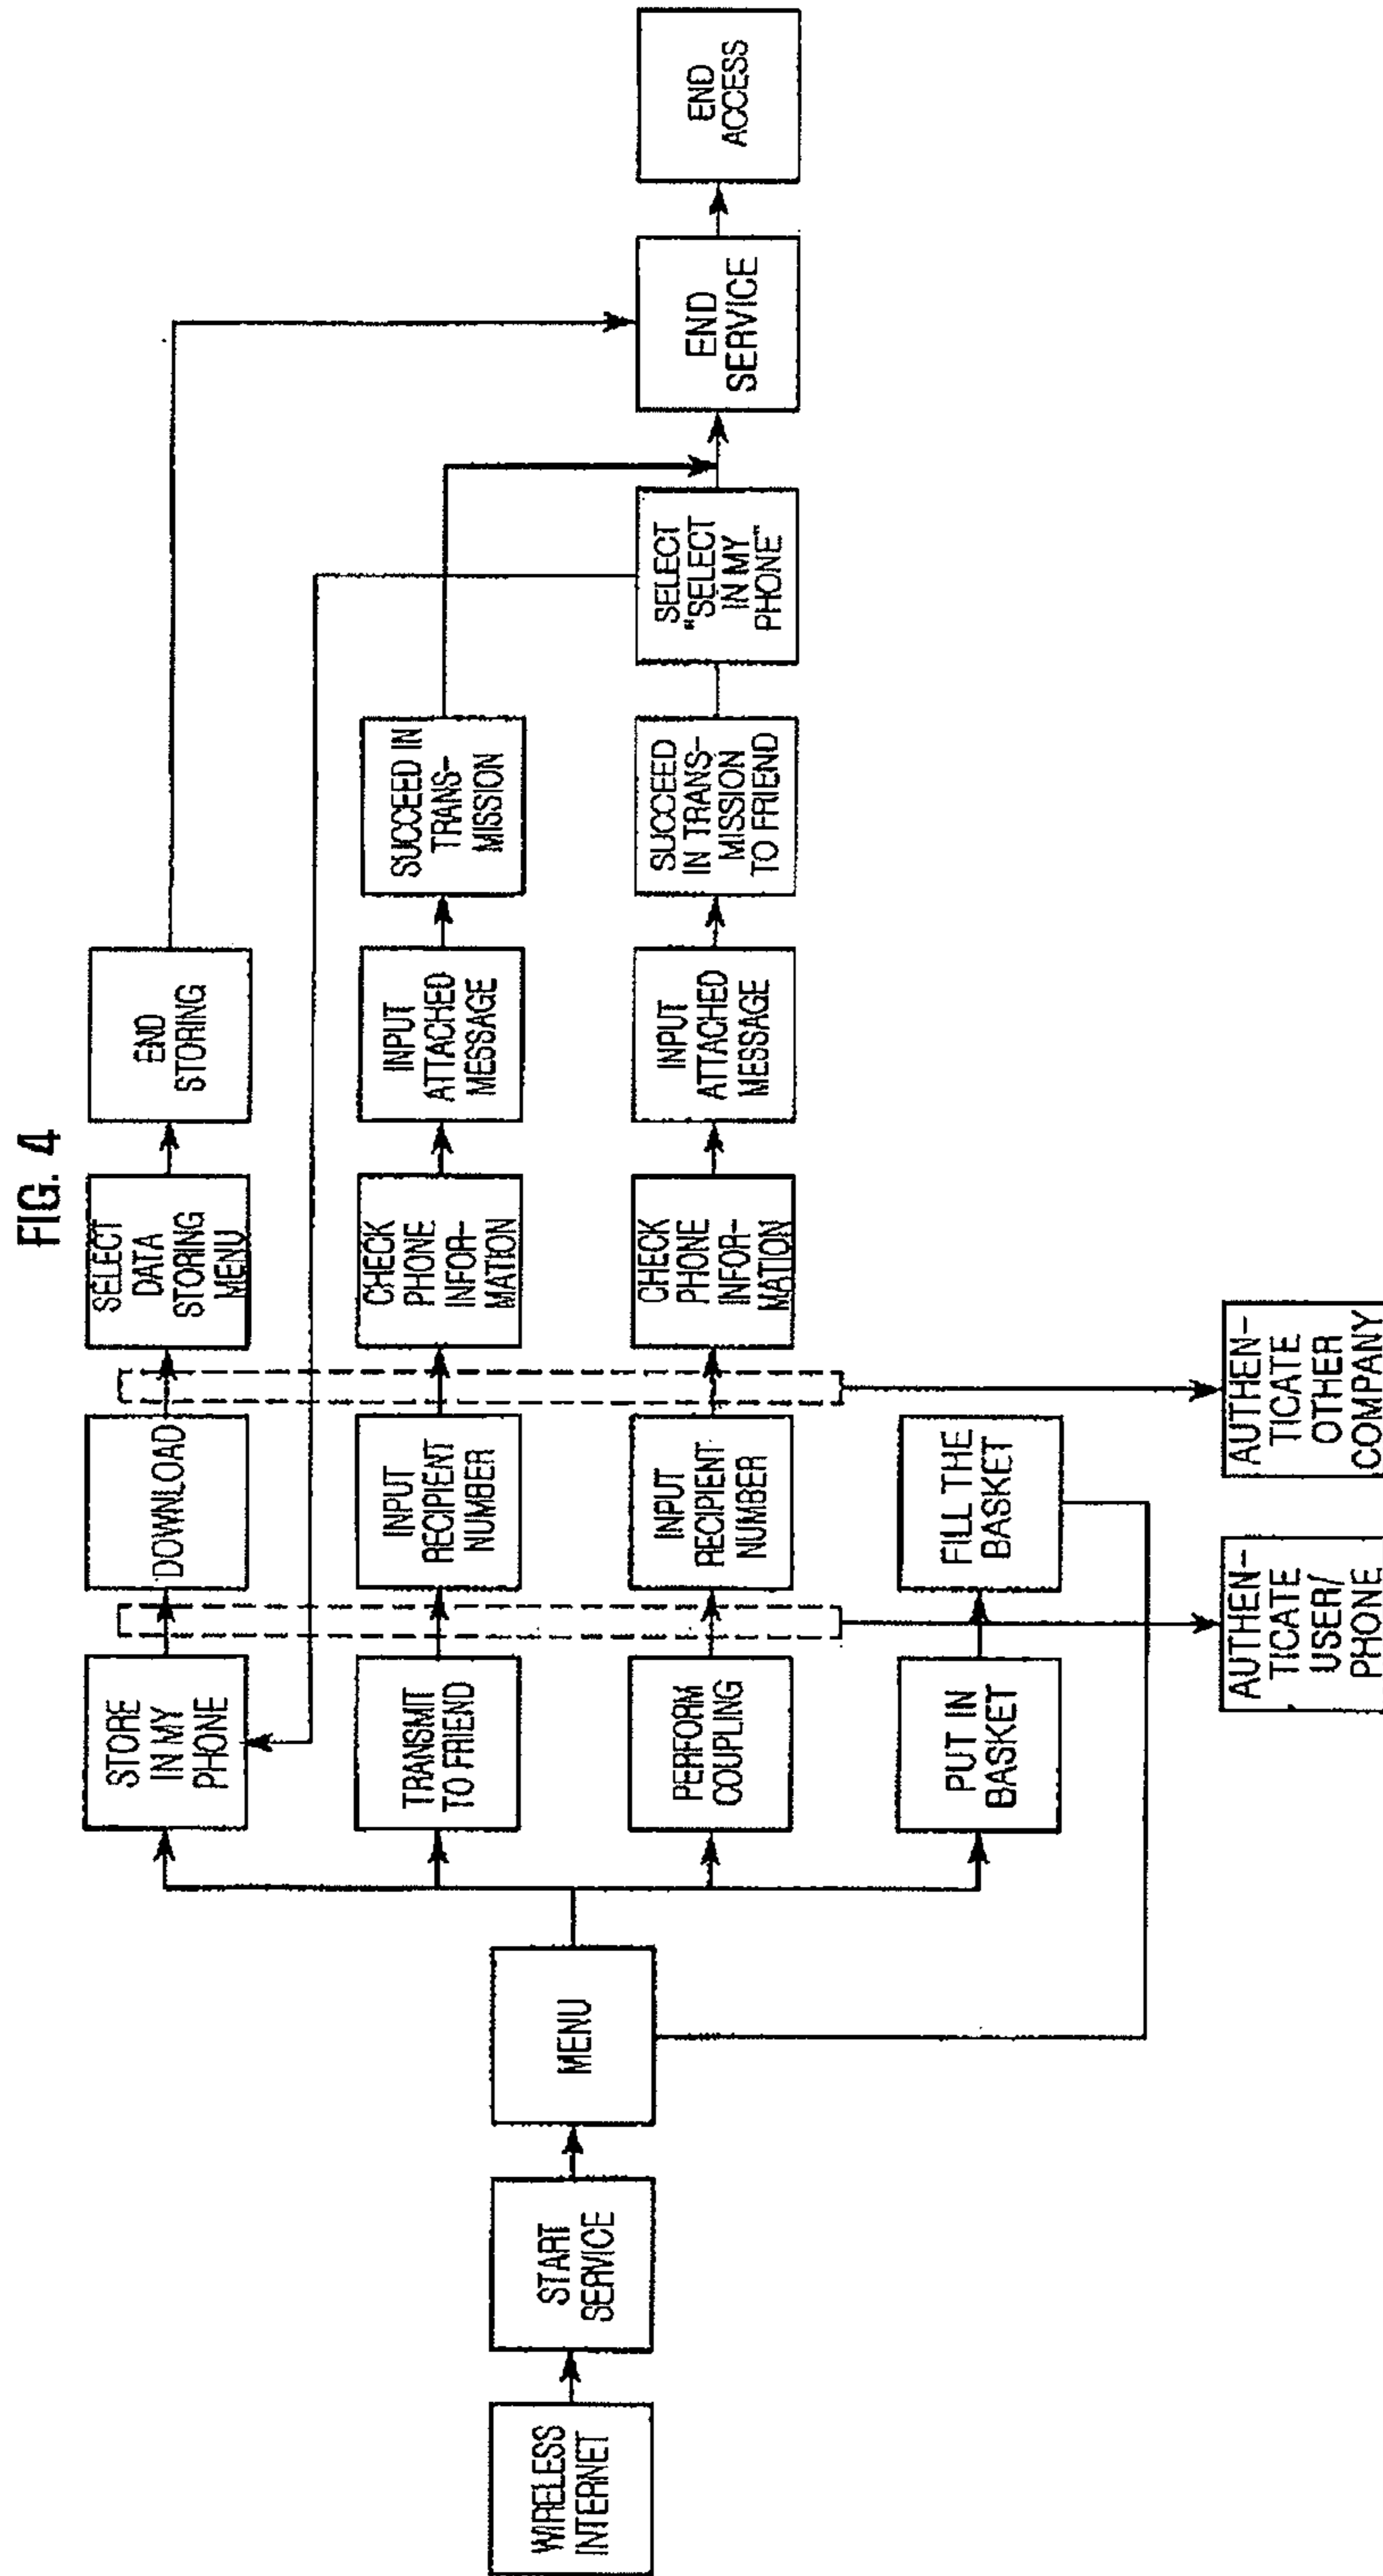 FIG. 4
WIRELESS
INTERNET
START
SERVICE
MENU
STORE
IN MY
PHONE
DOWNLOAD
SELECT
DATA
STORING
MENU
END
STORING
TRANSMIT
TO FRIEND
INPUT
RECIPIENT
NUMBER
CHECK
PHONE
INFOR-
MATION
INPUT
ATTACHED
MESSAGE
SUCCEED IN
TRANS-
MISSION
PERFORM
COUPLING
INPUT
RECIPIENT
NUMBER
CHECK
PHONE
INFOR-
MATION
INPUT
ATTACHED
MESSAGE
SUCCEED
IN TRANS-
MISSION
TO FRIEND
SELECT
"SELECT
IN MY
PHONE"
END
SERVICE
END
ACCESS
PUT IN
BASKET
FILL THE
BASKET
AUTHEN-
TICATE
USER/
PHONE
AUTHEN-
TICATE
OTHER
COMPANY